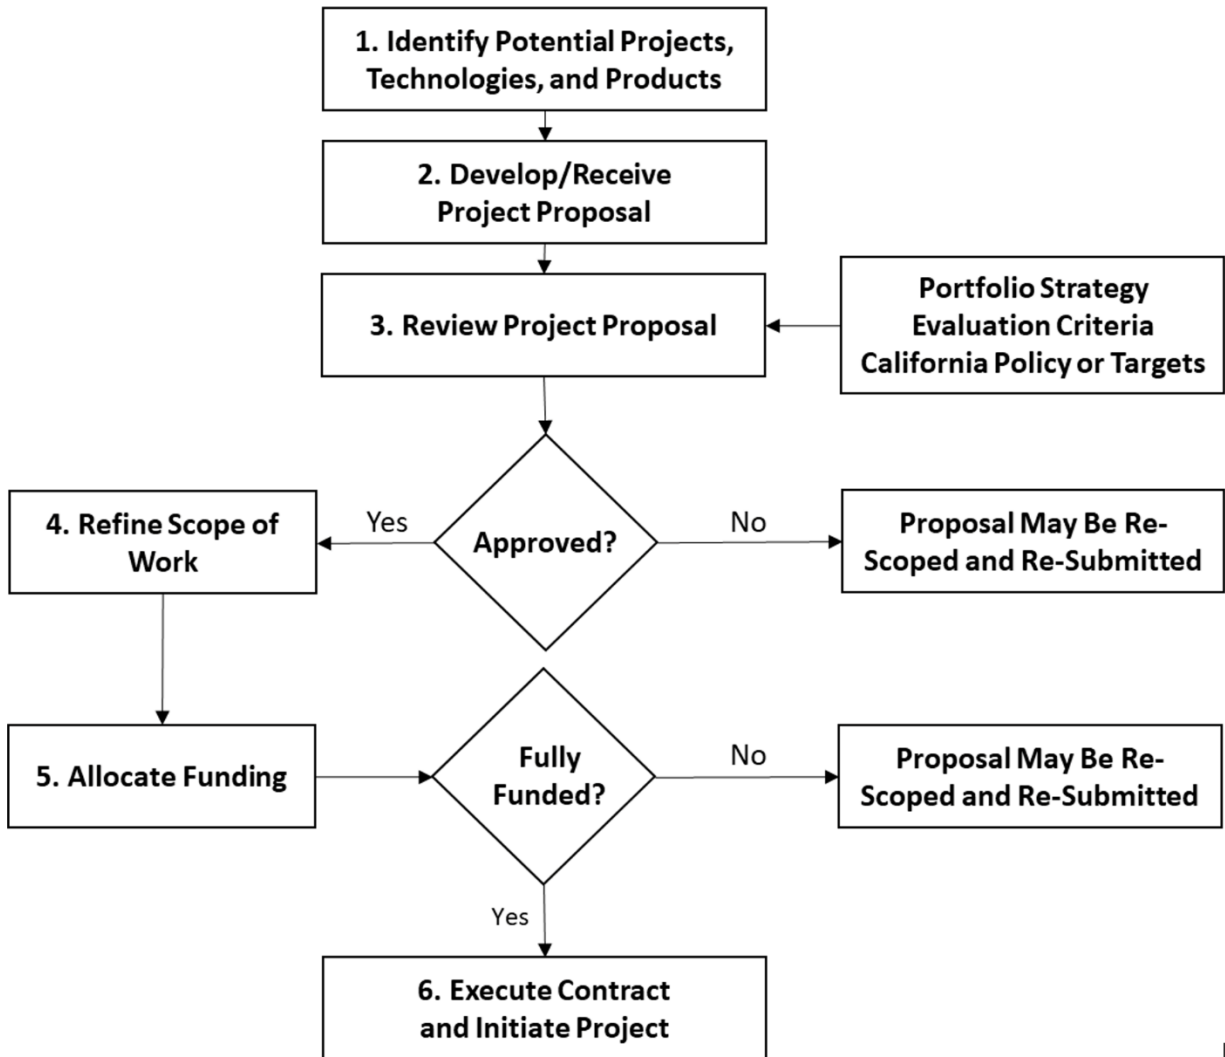 1. Identify Potential Projects,
Technologies, and Products
2. Develop/Receive
Project Proposal
3. Review Project Proposal
Portfolio Strategy
Evaluation Criteria
California Policy or Targets
4. Refine Scope of
Work
Yes
Approved?
No
Proposal May Be Re-
Scoped and Re-Submitted
5. Allocate Funding
Fully
Funded?
No
Proposal May Be Re-
Scoped and Re-Submitted
Yes
6. Execute Contract
and Initiate Project